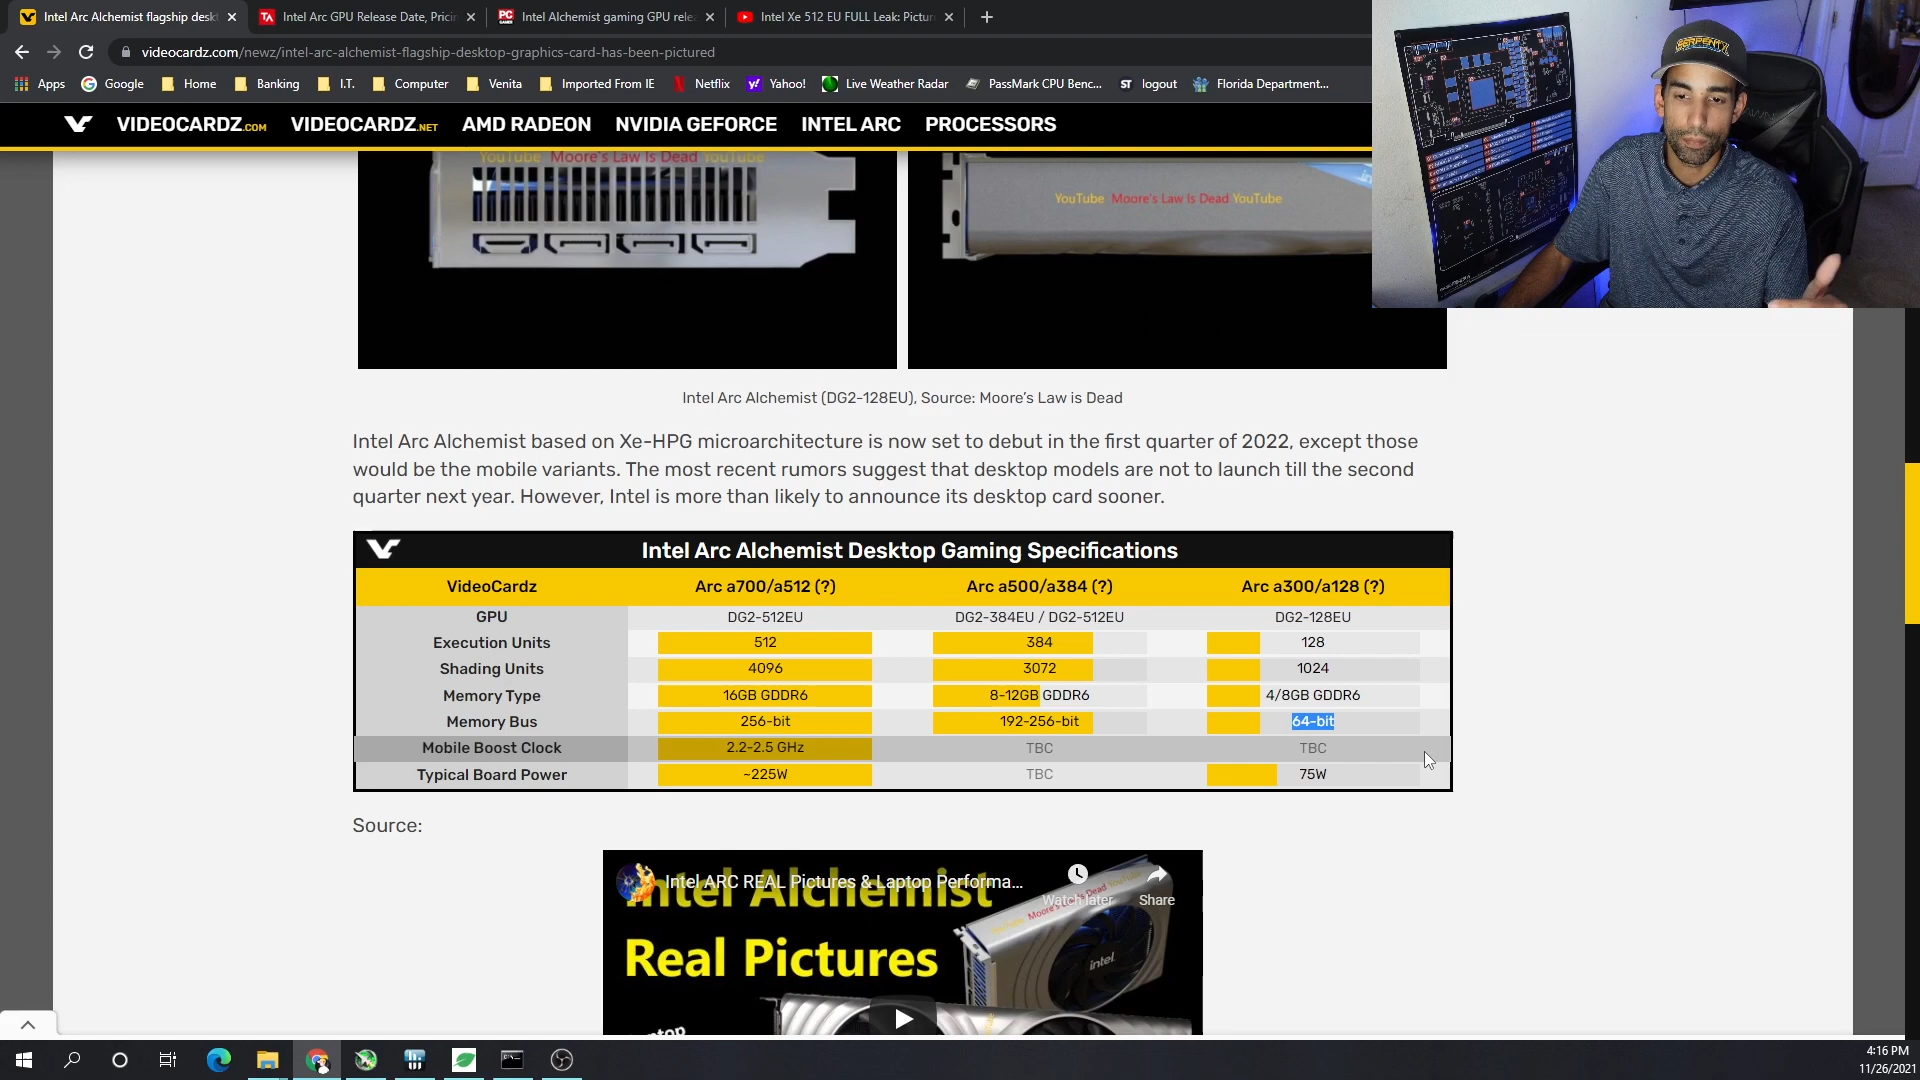 Intel Arc Alchemist flagship desk
Intel Arc GPU Release Date, Pricin
Intel Alchemist gaming GPU rele
Intel Xe 512 EU FULL Leak: Pictur
videocardz.com/newz/intel-arc-alchemist-flagship-desktop-graphics-card-has-been-pictured
Apps Google Home Banking I.T. Computer Venita Imported From IE Netflix Yahoo! Live Weather Radar PassMark CPU Benc... logout Florida Department...
VIDEOCARDZ.COM VIDEOCARDZ.NET AMD RADEON NVIDIA GEFORCE INTEL ARC PROCESSORS
YouTube Moore's Law Is Dead YouTube
YouTube Moore's Law Is Dead YouTube
Intel Arc Alchemist (DG2-128EU), Source: Moore's Law is Dead
Intel Arc Alchemist based on Xe-HPG microarchitecture is now set to debut in the first quarter of 2022, except those
would be the mobile variants. The most recent rumors suggest that desktop models are not to launch till the second
quarter next year. However, Intel is more than likely to announce its desktop card sooner.
Intel Arc Alchemist Desktop Gaming Specifications
VideoCardz Arc a700/a512 (?) Arc a500/a384 (?) Arc a300/a128 (?)
GPU DG2-512EU DG2-384EU / DG2-512EU DG2-128EU
Execution Units 512 384 128
Shading Units 4096 3072 1024
Memory Type 16GB GDDR6 8-12GB GDDR6 4/8GB GDDR6
Memory Bus 256-bit 192-256-bit 64-bit
Mobile Boost Clock 2.2-2.5 GHz TBC TBC
Typical Board Power ~225W TBC 75W
Source:
Intel ARC REAL Pictures & Laptop Performa...
Watch later Share
Intel Alchemist
Real Pictures
intel
4:16 PM
11/26/2021